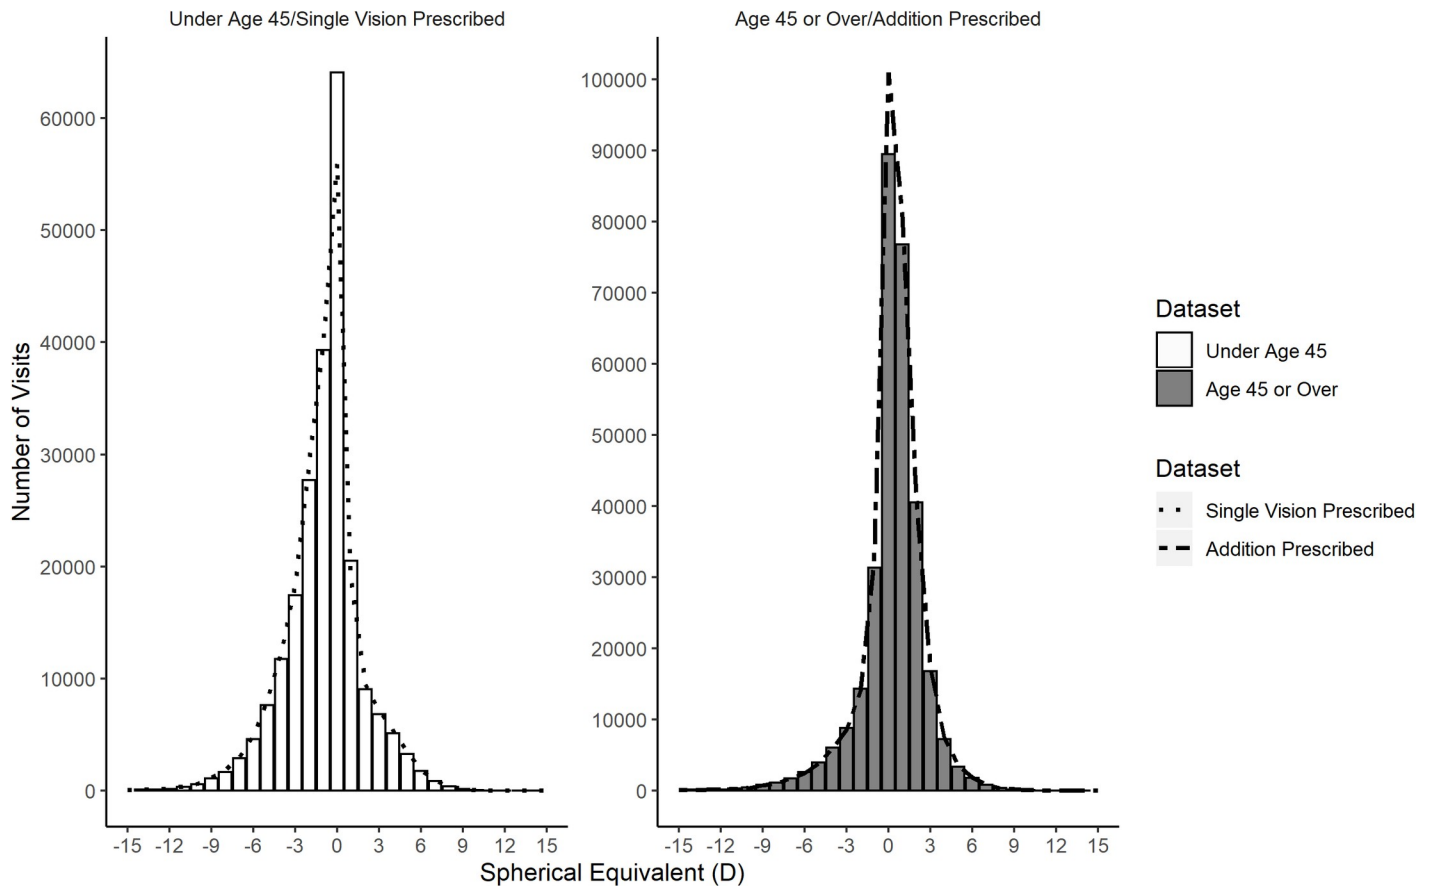 Under Age 45/Single Vision Prescribed
Age 45 or Over/Addition Prescribed
Number of Visits
60000
50000
40000
30000
20000
10000
0
-15 -12 -9 -6 -3 0 3 6 9 12 15
100000
90000
80000
70000
60000
50000
40000
30000
20000
10000
0
-15 -12 -9 -6 -3 0 3 6 9 12 15
Spherical Equivalent (D)
Dataset
Under Age 45
Age 45 or Over
Dataset
Single Vision Prescribed
Addition Prescribed